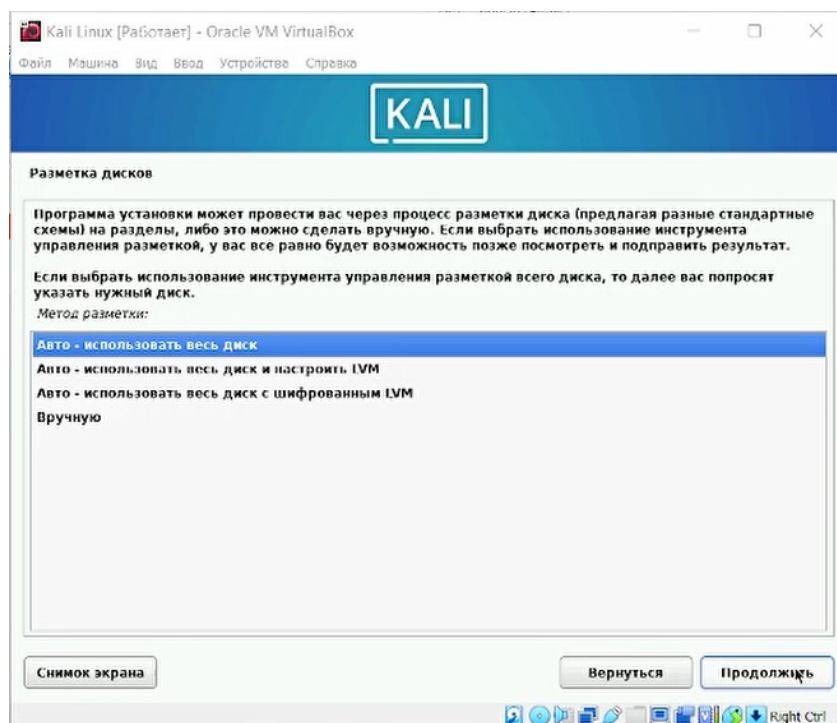 Kali Linux [Работает] - Oracle VM VirtualBox
Файл Машина Вид Ввод Устройства Справка
KALI
Разметка дисков
Программа установки может провести вас через процесс разметки диска (предлагая разные стандартные
схемы) на разделы, либо это можно сделать вручную. Если выбрать использование инструмента
управления разметкой, у вас всё равно будет возможность позже посмотреть и подправить результат.
Если выбрать использование инструмента управления разметкой всего диска, то далее вас попросят
указать нужный диск.
Метод разметки:
Авто - использовать весь диск
Авто - использовать весь диск и настроить LVM
Авто - использовать весь диск с шифрованным LVM
Вручную
Снимок экрана Вернуться Продолжить
Right Ctrl